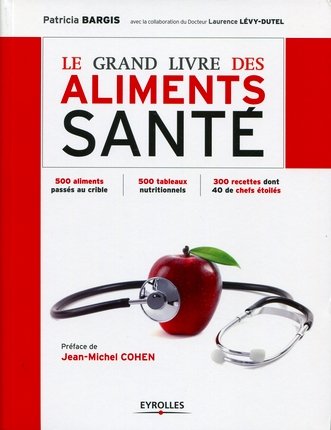 Patricia BARGIS avec la collaboration du Docteur Laurence LÉVY-DUTEL
LE GRAND LIVRE DES
ALIMENTS
SANTÉ
500 aliments
passés au crible
500 tableaux
nutritionnels
300 recettes dont
40 de chefs étoilés
Préface de
Jean-Michel COHEN
EYROLLES